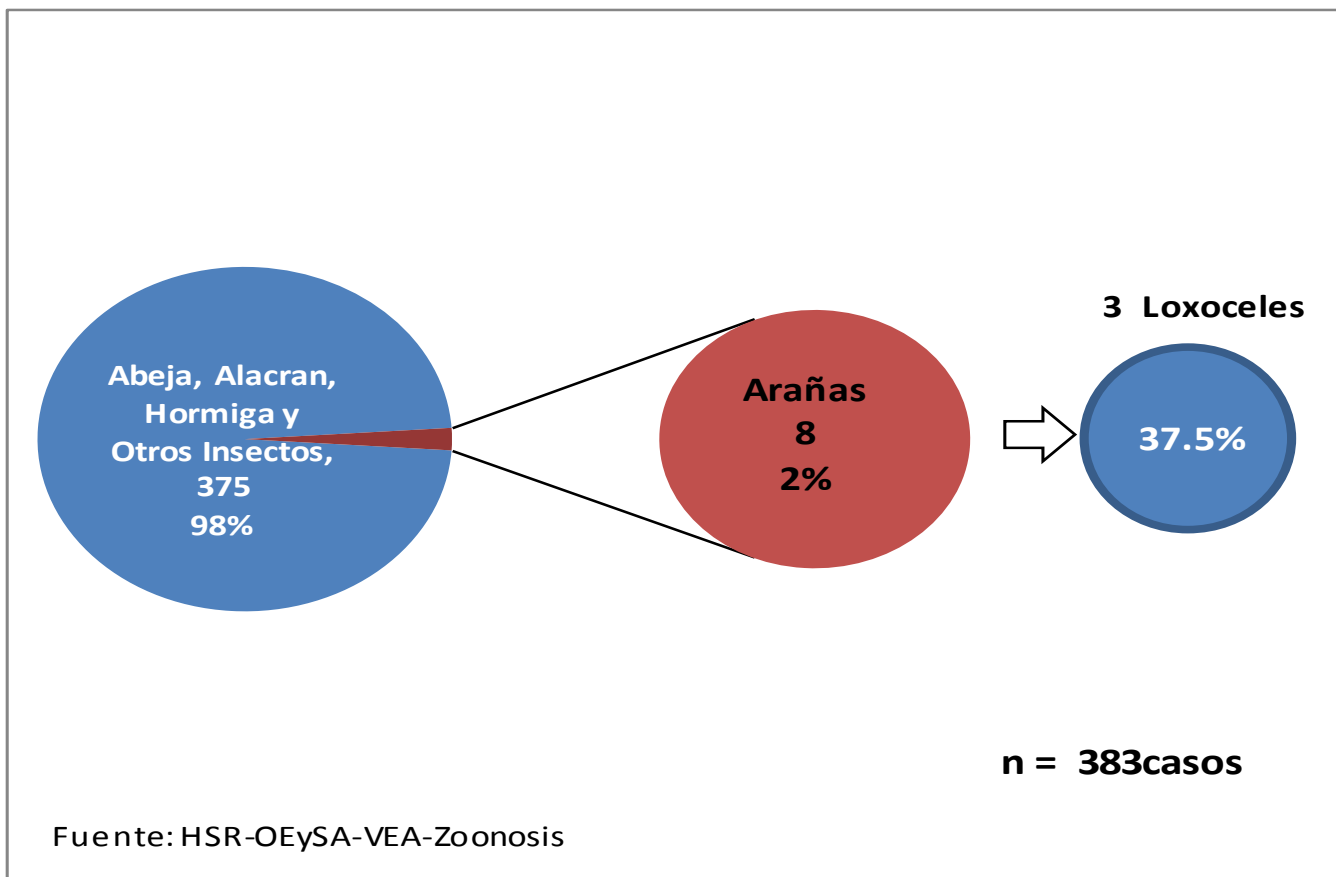 Abeja, Alacran,
Hormiga y
Otros Insectos,
375
98%
Arañas
8
2%
3 Loxoceles
37.5%
n = 383casos
Fuente: HSR-OEySA-VEA-Zoonosis